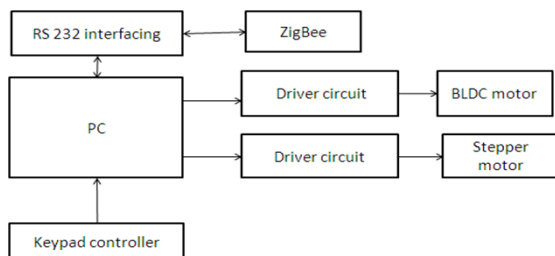 RS 232 interfacing
ZigBee
PC
Driver circuit
BLDC motor
Driver circuit
Stepper
motor
Keypad controller